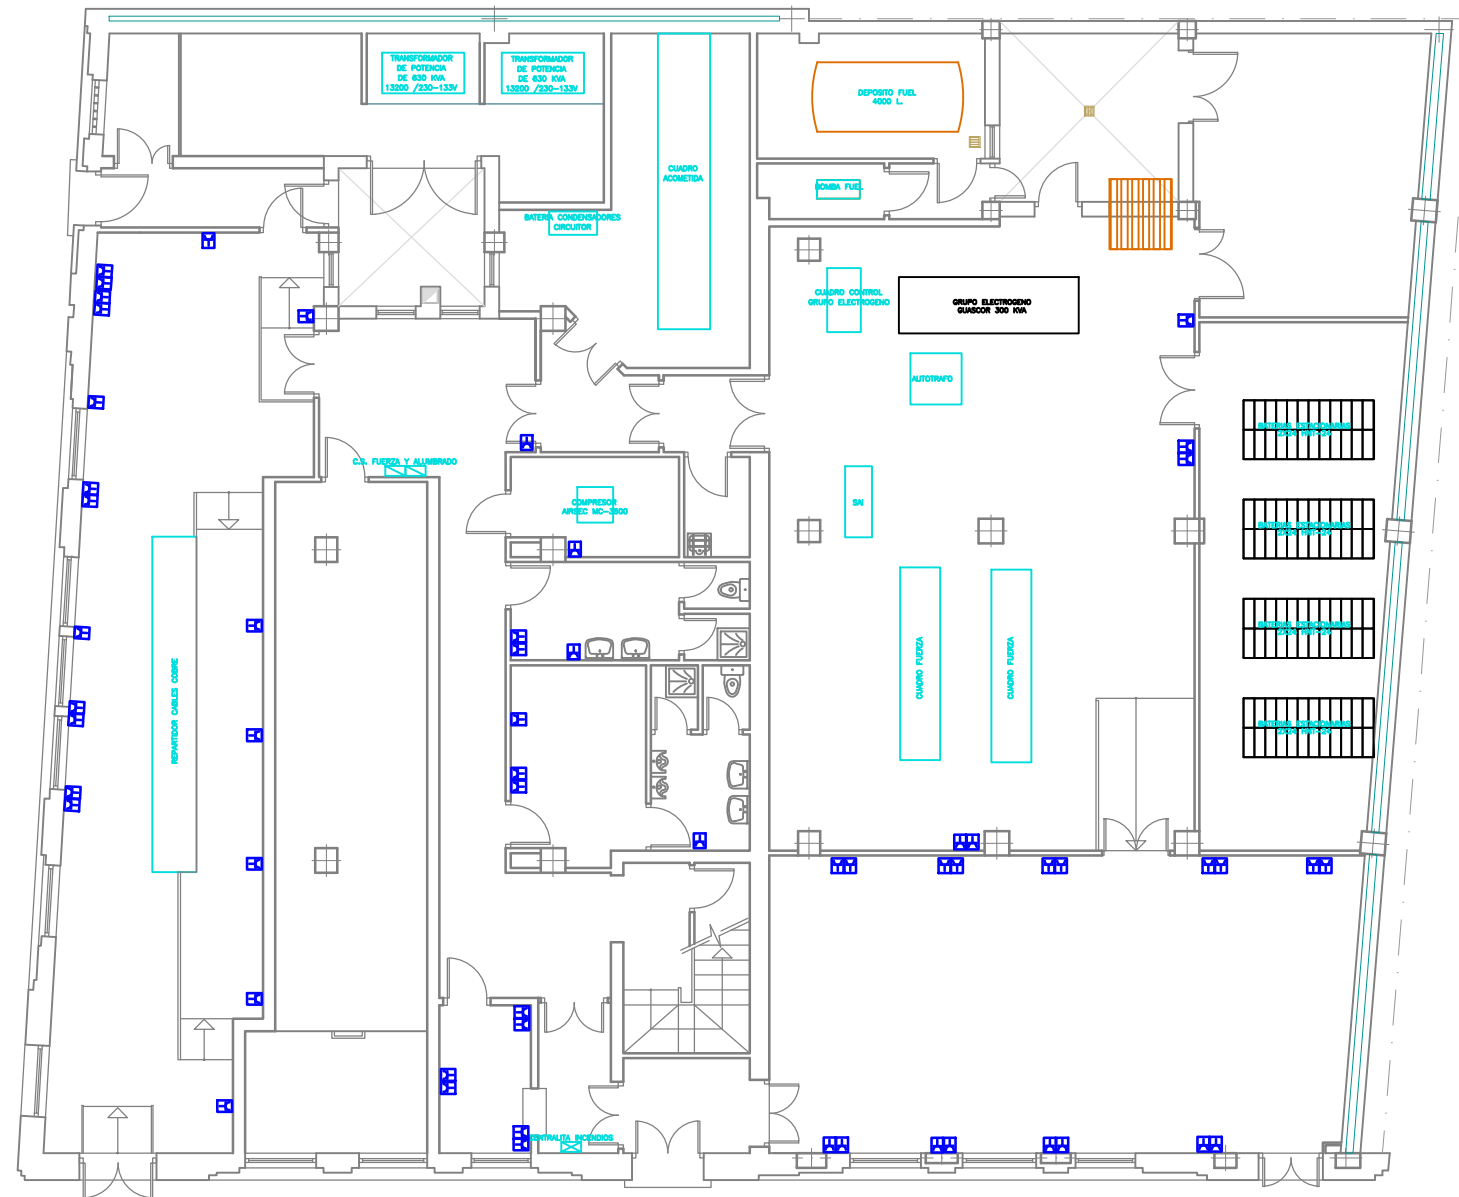 TRANSFORMADOR
DE POTENCIA
DE 630 KVA
13200 /230-133V
TRANSFORMADOR
DE POTENCIA
DE 630 KVA
13200 /230-133V
DEPOSITO FUEL
4000 L.
CUADRO
ACOMETIDA
BOMBA FUEL
BATERIA CONDENSADORES
CIRCUITOR
CUADRO CONTROL
GRUPO ELECTROGENO
GRUPO ELECTROGENO
GUASCOR 300 KVA
AUTOTRAFO
BATERIAS ESTACIONARIAS
C.S. FUERZA Y ALUMBRADO
COMPRESOR
AIRSEC MC-3800
SAI
BATERIAS ESTACIONARIAS
BATERIAS ESTACIONARIAS
REPARTIDOR CABLES COBRE
CUADRO FUERZA
CUADRO FUERZA
BATERIAS ESTACIONARIAS
CENTRALITA INCENDIOS